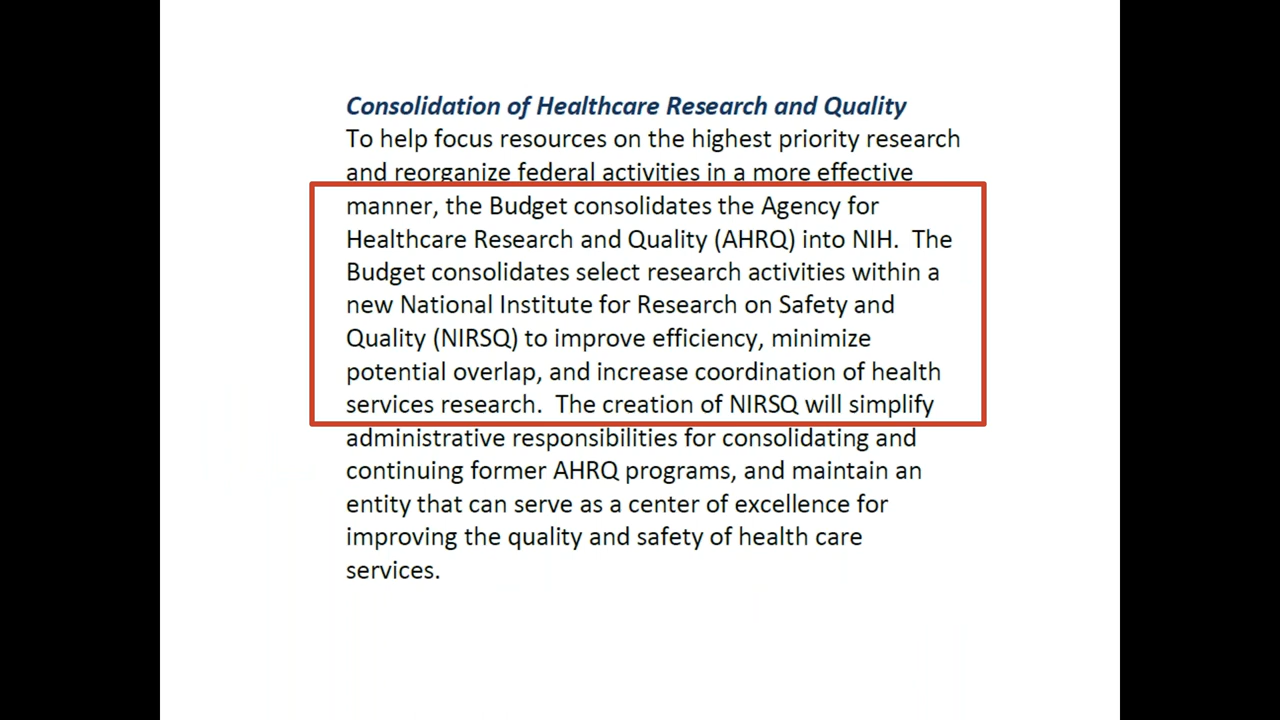 Consolidation of Healthcare Research and Quality
To help focus resources on the highest priority research
and reorganize federal activities in a more effective
manner, the Budget consolidates the Agency for
Healthcare Research and Quality (AHRQ) into NIH.  The
Budget consolidates select research activities within a
new National Institute for Research on Safety and
Quality (NIRSQ) to improve efficiency, minimize
potential overlap, and increase coordination of health
services research.  The creation of NIRSQ will simplify
administrative responsibilities for consolidating and
continuing former AHRQ programs, and maintain an
entity that can serve as a center of excellence for
improving the quality and safety of health care
services.